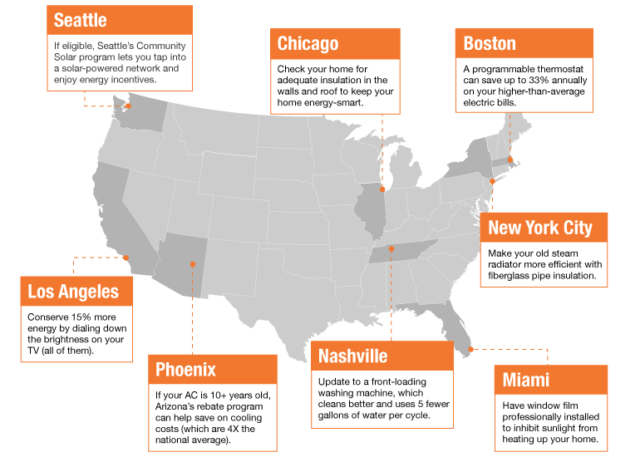 Seattle
If eligible, Seattle's Community
Solar program lets you tap into
a solar-powered network and
enjoy energy incentives.
Chicago
Check your home for
adequate insulation in the
walls and roof to keep your
home energy-smart.
Boston
A programmable thermostat
can save up to 33% annually
on your higher-than-average
electric bills.
New York City
Make your old steam
radiator more efficient with
fiberglass pipe insulation.
Los Angeles
Conserve 15% more
energy by dialing down
the brightness on your
TV (all of them).
Phoenix
If your AC is 10+ years old,
Arizona's rebate program
can help save on cooling
costs (which are 4X the
national average).
Nashville
Update to a front-loading
washing machine, which
cleans better and uses 5 fewer
gallons of water per cycle.
Miami
Have window film
professionally installed
to inhibit sunlight from
heating up your home.